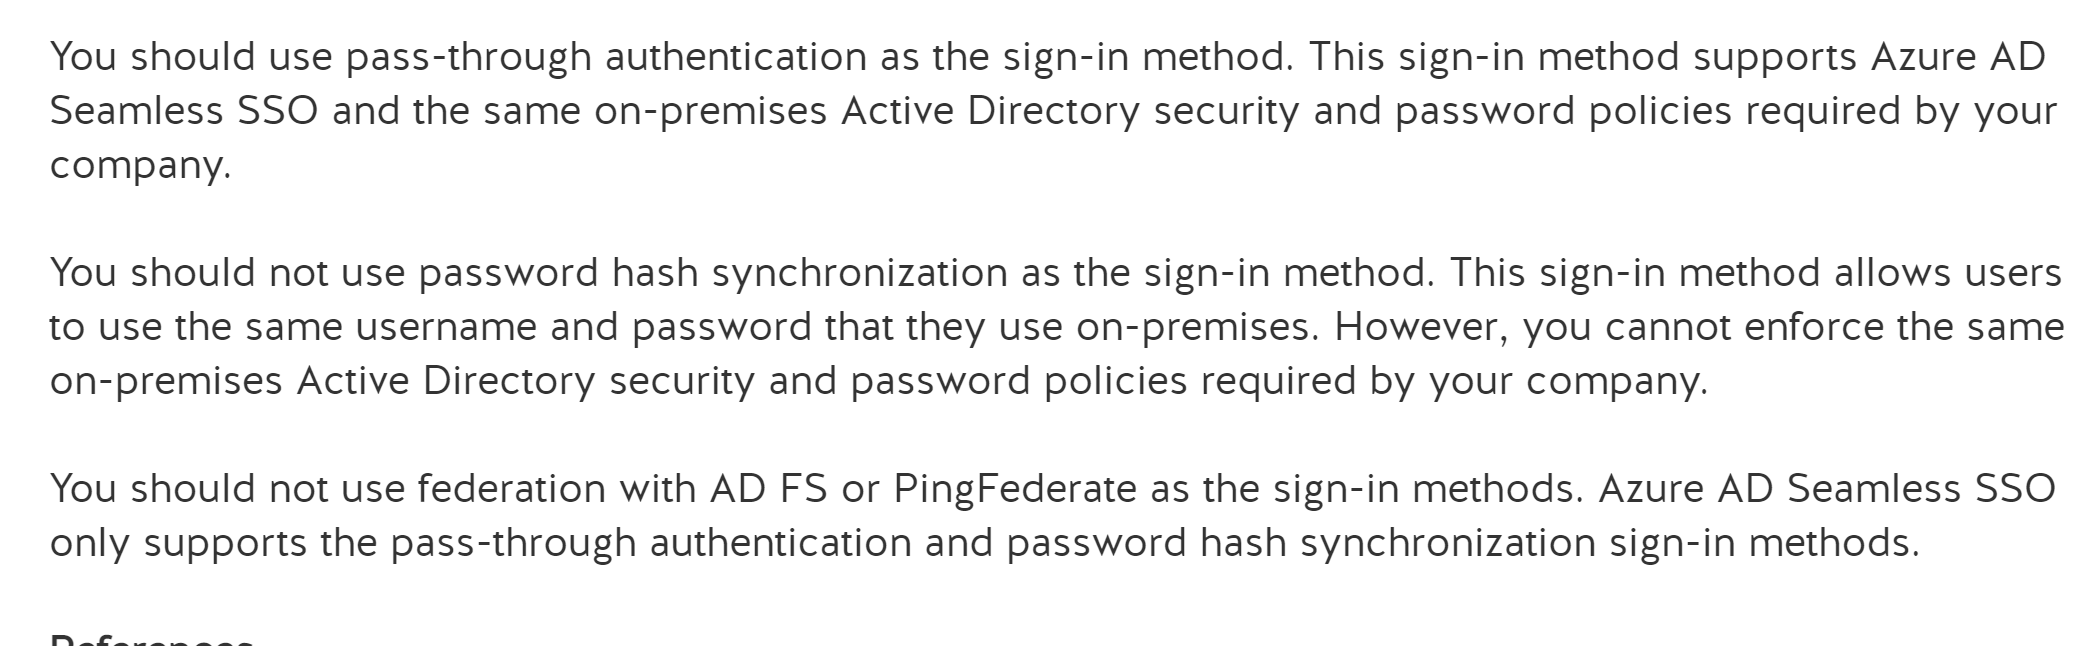 You should use pass-through authentication as the sign-in method. This sign-in method supports Azure AD
Seamless SSO and the same on-premises Active Directory security and password policies required by your
company.
You should not use password hash synchronization as the sign-in method. This sign-in method allows users
to use the same username and password that they use on-premises. However, you cannot enforce the same
on-premises Active Directory security and password policies required by your company.
You should not use federation with AD FS or PingFederate as the sign-in methods. Azure AD Seamless SSO
only supports the pass-through authentication and password hash synchronization sign-in methods.
References